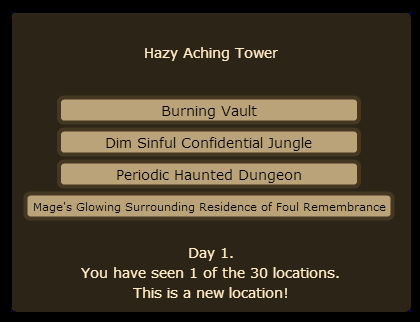 Hazy Aching Tower
Burning Vault
Dim Sinful Confidential Jungle
Periodic Haunted Dungeon
Mage's Glowing Surrounding Residence of Foul Remembrance
Day 1.
You have seen 1 of the 30 locations.
This is a new location!